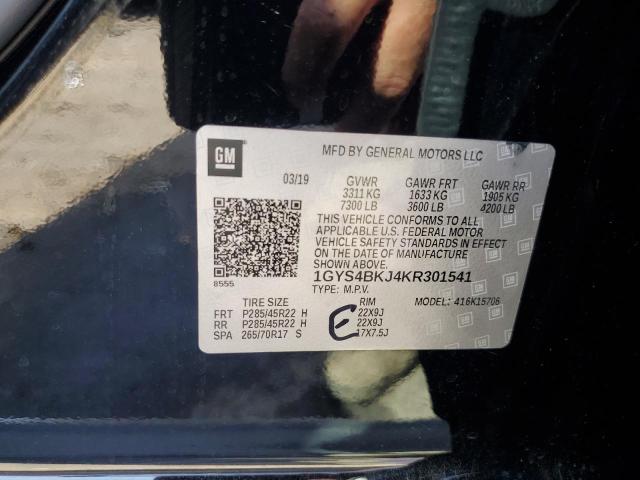 GM
MFD BY GENERAL MOTORS LLC
03/19 GVWR GAWR FRT GAWR RR
3311 KG 1633 KG 1905 KG
7300 LB 3600 LB 4200 LB
THIS VEHICLE CONFORMS TO ALL
APPLICABLE U.S. FEDERAL MOTOR
VEHICLE SAFETY STANDARDS IN EFFECT
ON THE DATE OF MANUFACTURE
SHOWN ABOVE.
8555 1GYS4BKJ4KR301541
TYPE: M.P.V. MODEL: 416K15706
TIRE SIZE RIM
FRT P285/45R22 H 22X9J
RR P285/45R22 H 22X9J
SPA 265/70R17 S 17X7.5J
E